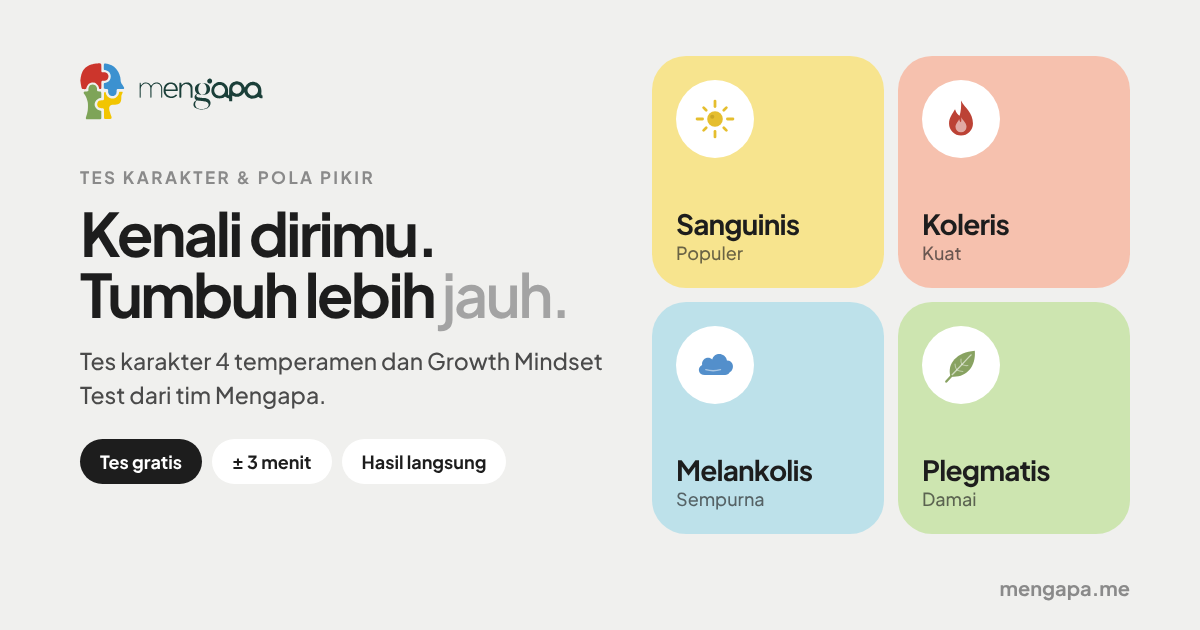 mengapa
TES KARAKTER & POLA PIKIR
Kenali dirimu.
Tumbuh lebih jauh.
Tes karakter 4 temperamen dan Growth Mindset
Test dari tim Mengapa.
Tes gratis
± 3 menit
Hasil langsung
Sanguinis
Populer
Koleris
Kuat
Melankolis
Sempurna
Plegmatis
Damai
mengapa.me